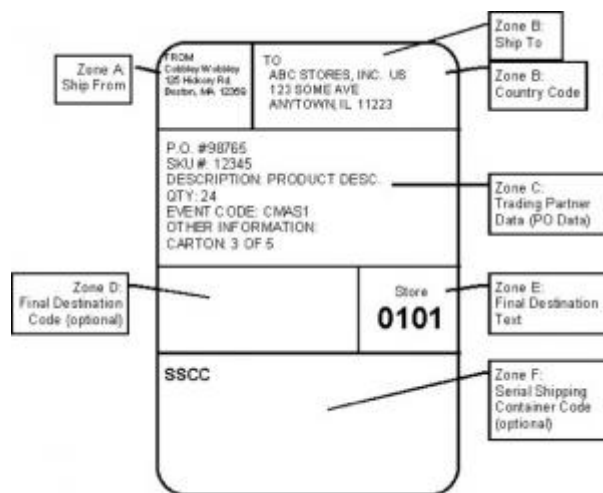 Zone A:
Ship From
FROM
Cobbley Wobbley
Boston, MA 12359
TO
ABC STORES, INC. US
123 SOME AVE
ANYTOWN, IL 11223
Zone B:
Ship To
Zone B:
Country Code
P.O. #98765
SKU #: 12345
DESCRIPTION: PRODUCT DESC.
QTY: 24
EVENT CODE: CMAS1
OTHER INFORMATION:
CARTON: 3 OF 5
Zone C:
Trading Partner
Data (PO Data)
Zone D:
Final Destination
Code (optional)
Store
0101
Zone E:
Final Destination
Text
SSCC
Zone F:
Serial Shipping
Container Code
(optional)